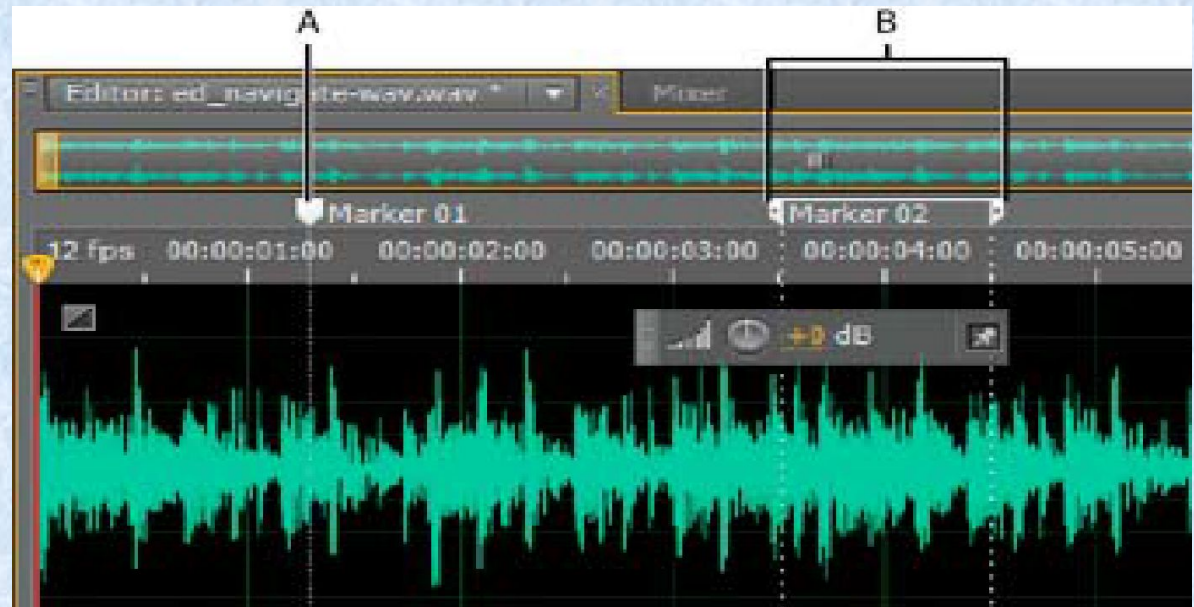 A B
Editor: ed_navigate-wav.wav * Mixer
Marker 01 Marker 02
12 fps 00:00:01:00 00:00:02:00 00:00:03:00 00:00:04:00 00:00:05:00
+0 dB